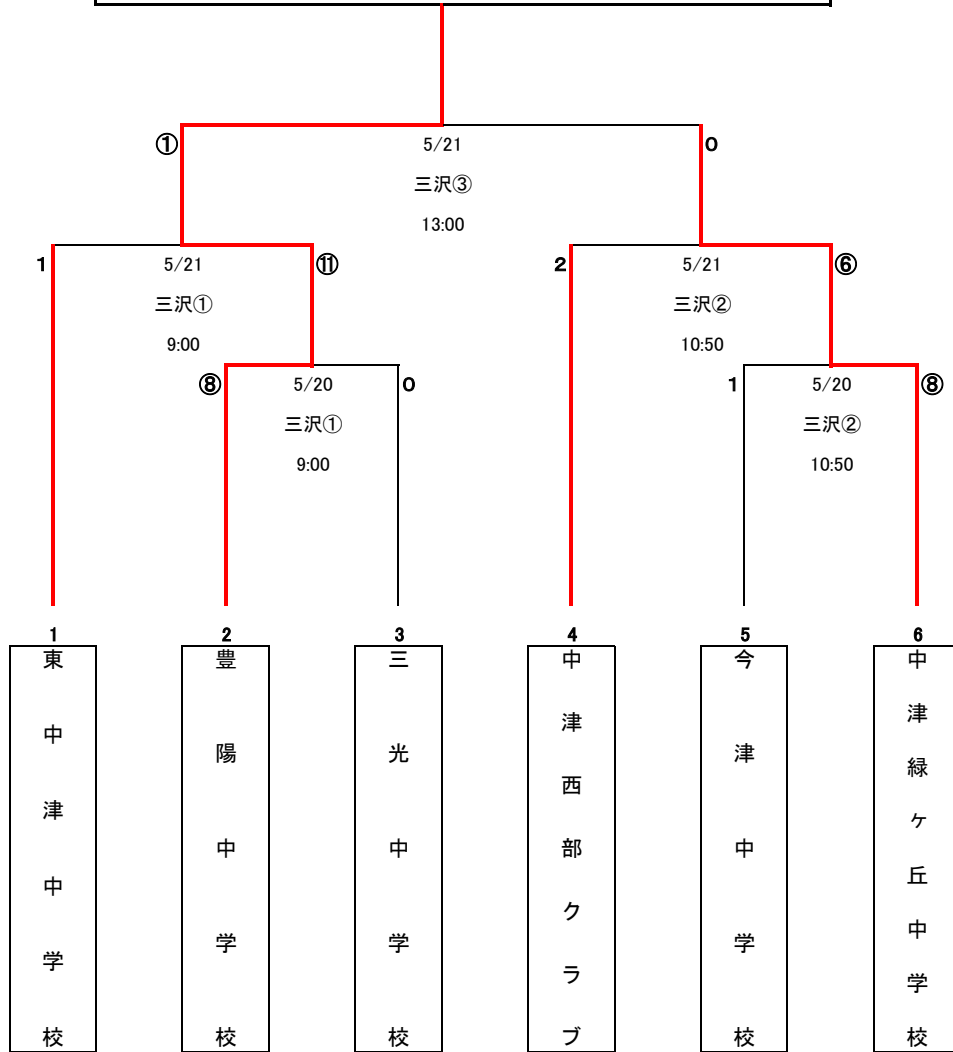 ① 0
5/21
三沢③
13:00
1 ⑪ 2 ⑥
5/21 5/21
三沢① 三沢②
9:00 10:50
⑧ 0 1 ⑧
5/20 5/20
三沢① 三沢②
9:00 10:50
1 2 3 4 5 6
東中津中学校
豊陽中学校
三光中学校
中津西部クラブ
今津中学校
中津緑ヶ丘中学校